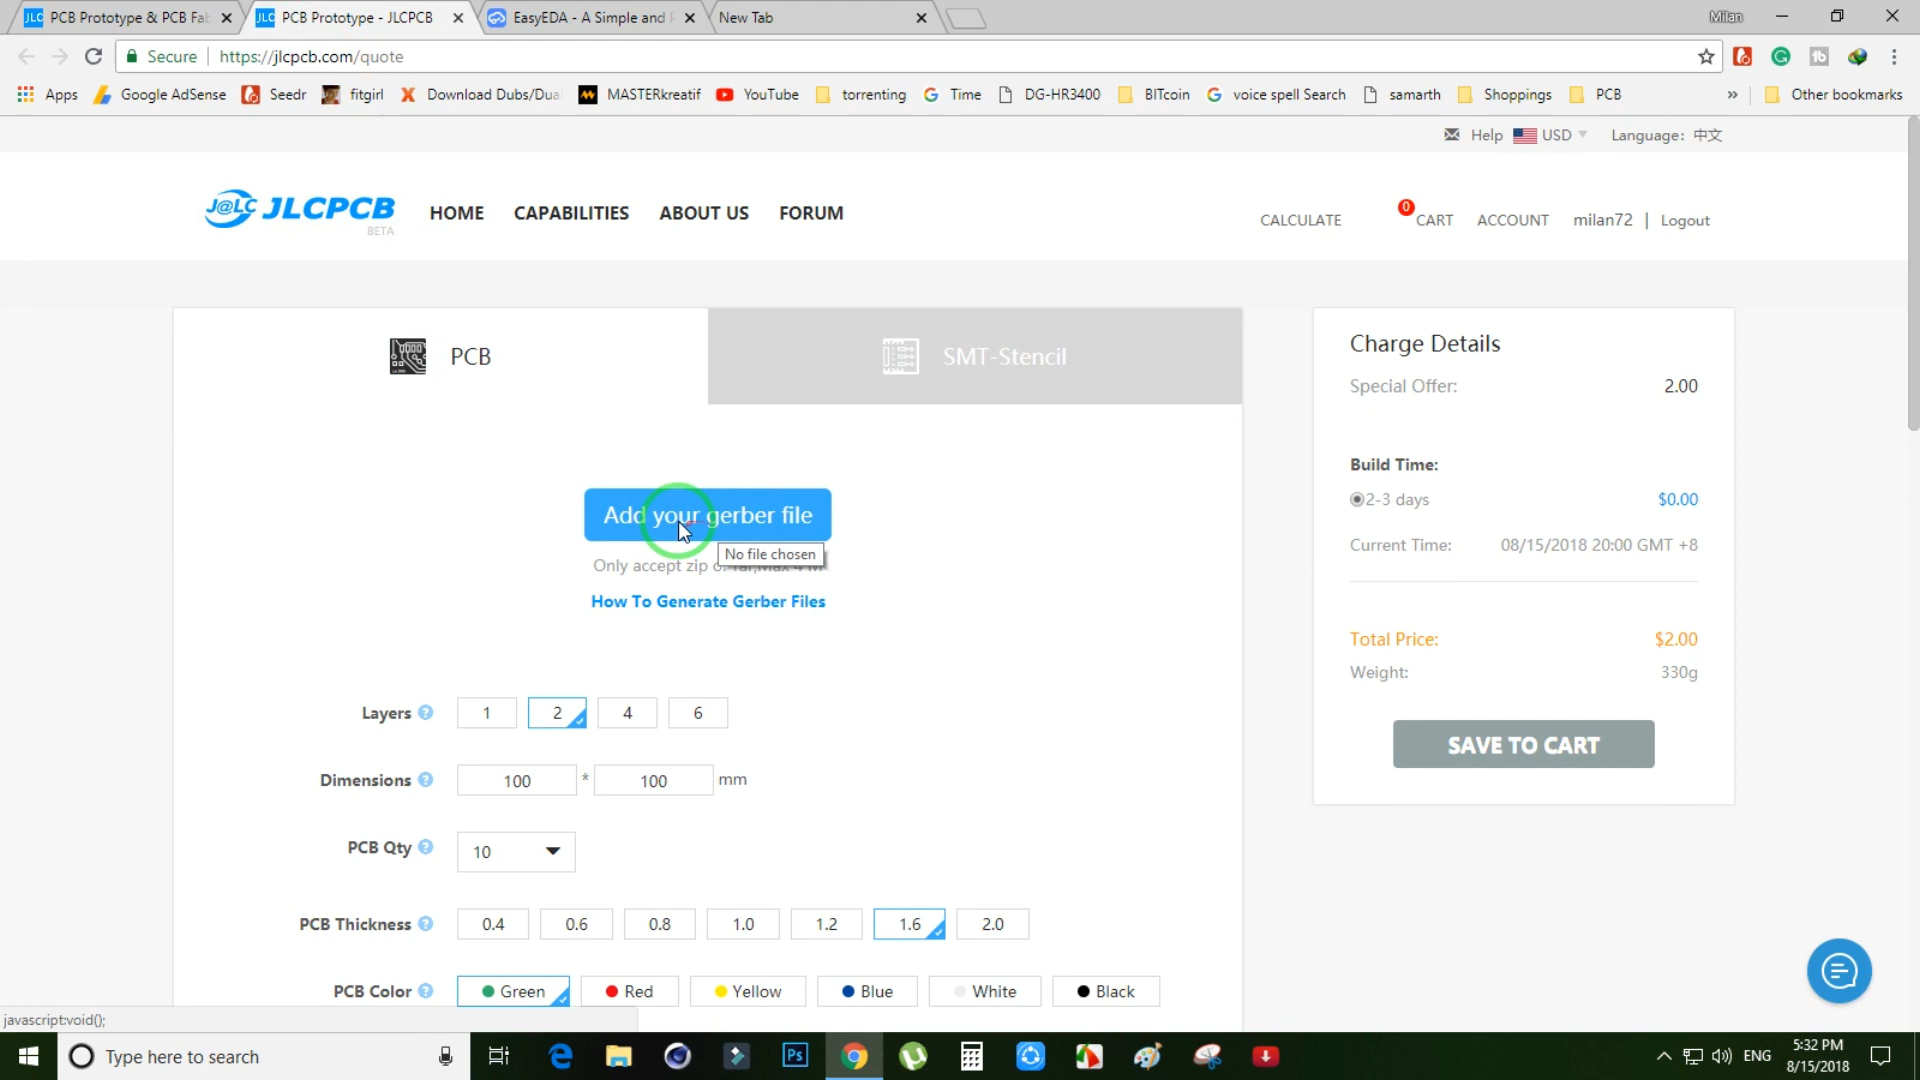 JLC PCB Prototype & PCB Fab
JLC PCB Prototype - JLCPCB
EasyEDA - A Simple and
New Tab
Milan
Secure https://jlcpcb.com/quote
Apps Google AdSense Seedr fitgirl Download Dubs/Dua MASTERkreatif YouTube torrenting Time DG-HR3400 BITcoin voice spell Search samarth Shoppings PCB » Other bookmarks
Help USD Language: 中文
J@LC JLCPCB
BETA
HOME CAPABILITIES ABOUT US FORUM
CALCULATE 0 CART ACCOUNT milan72 | Logout
PCB
SMT-Stencil
Add your gerber file
No file chosen
Only accept zip
How To Generate Gerber Files
Layers ? 1 2 4 6
Dimensions ? 100 * 100 mm
PCB Qty ? 10
PCB Thickness ? 0.4 0.6 0.8 1.0 1.2 1.6 2.0
PCB Color ? Green Red Yellow Blue White Black
Charge Details
Special Offer: 2.00
Build Time:
2-3 days $0.00
Current Time: 08/15/2018 20:00 GMT +8
Total Price: $2.00
Weight: 330g
SAVE TO CART
javascript:void();
Type here to search
Ps
ENG
5:32 PM
8/15/2018